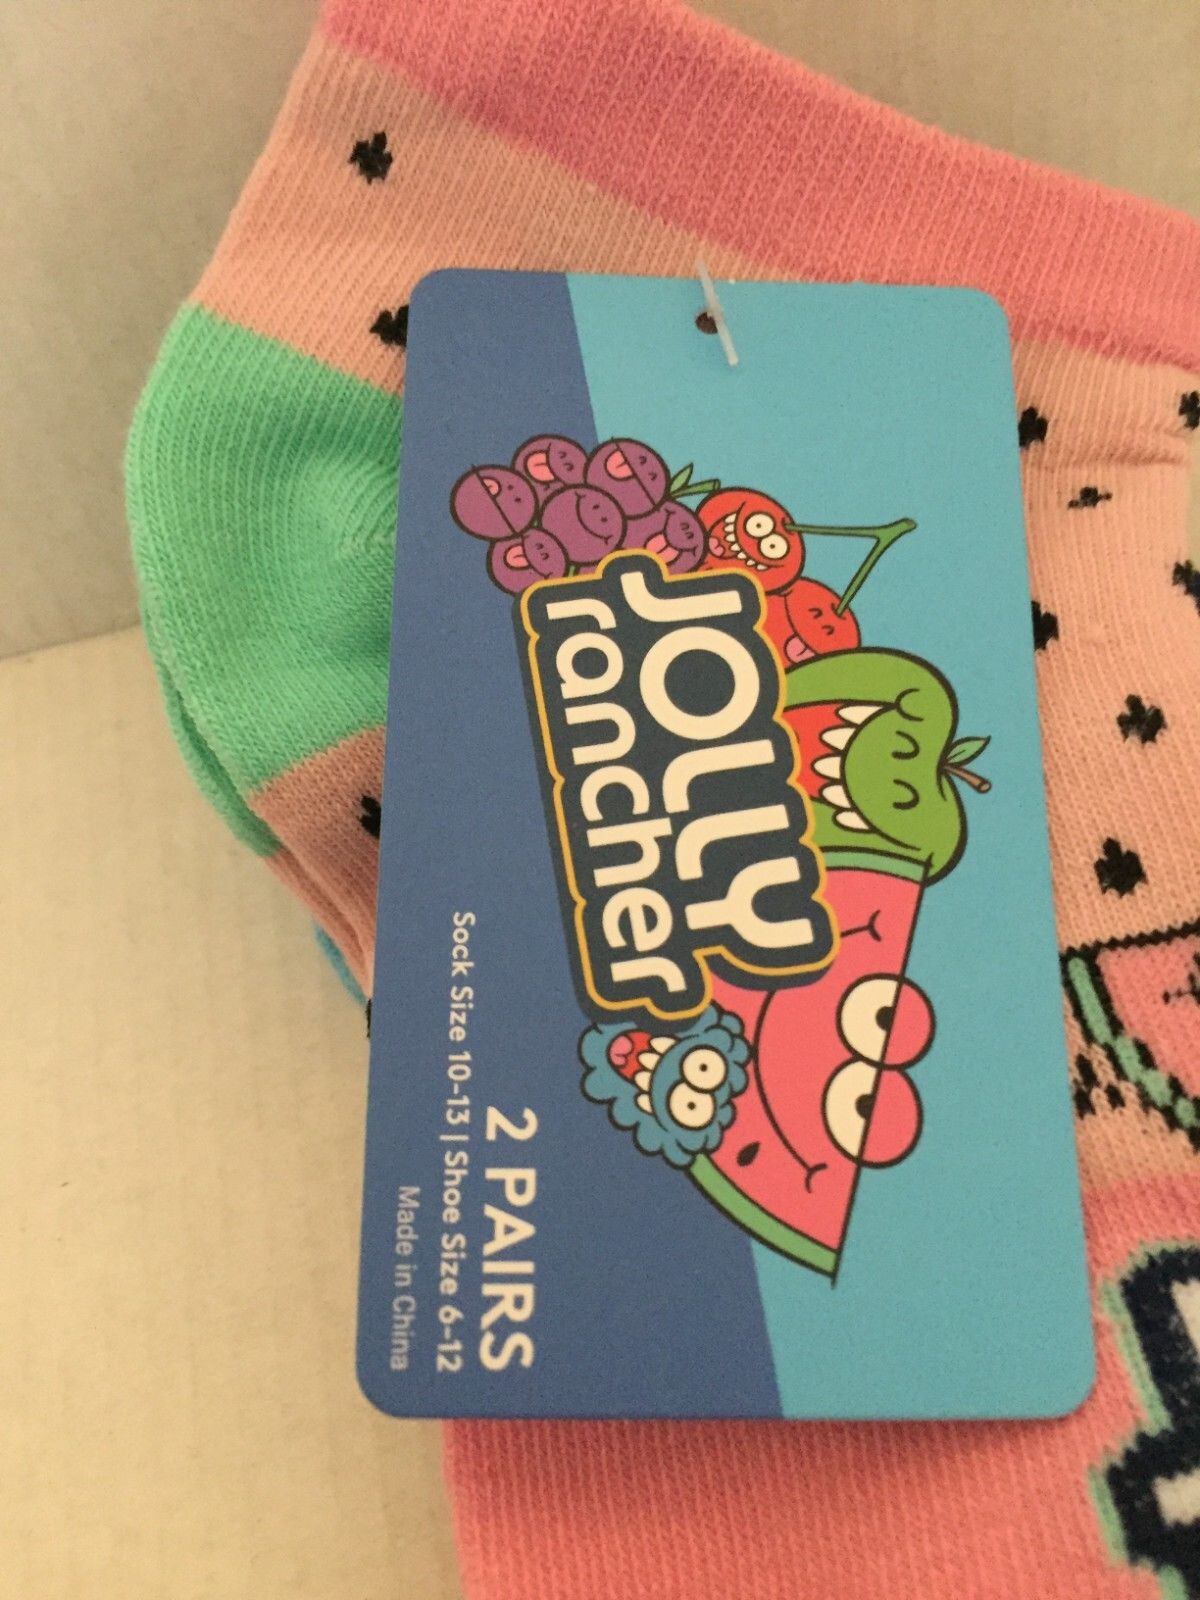 JOLLY
rancher
2 PAIRS
Sock Size 10-13 | Shoe Size 6-12
Made in China